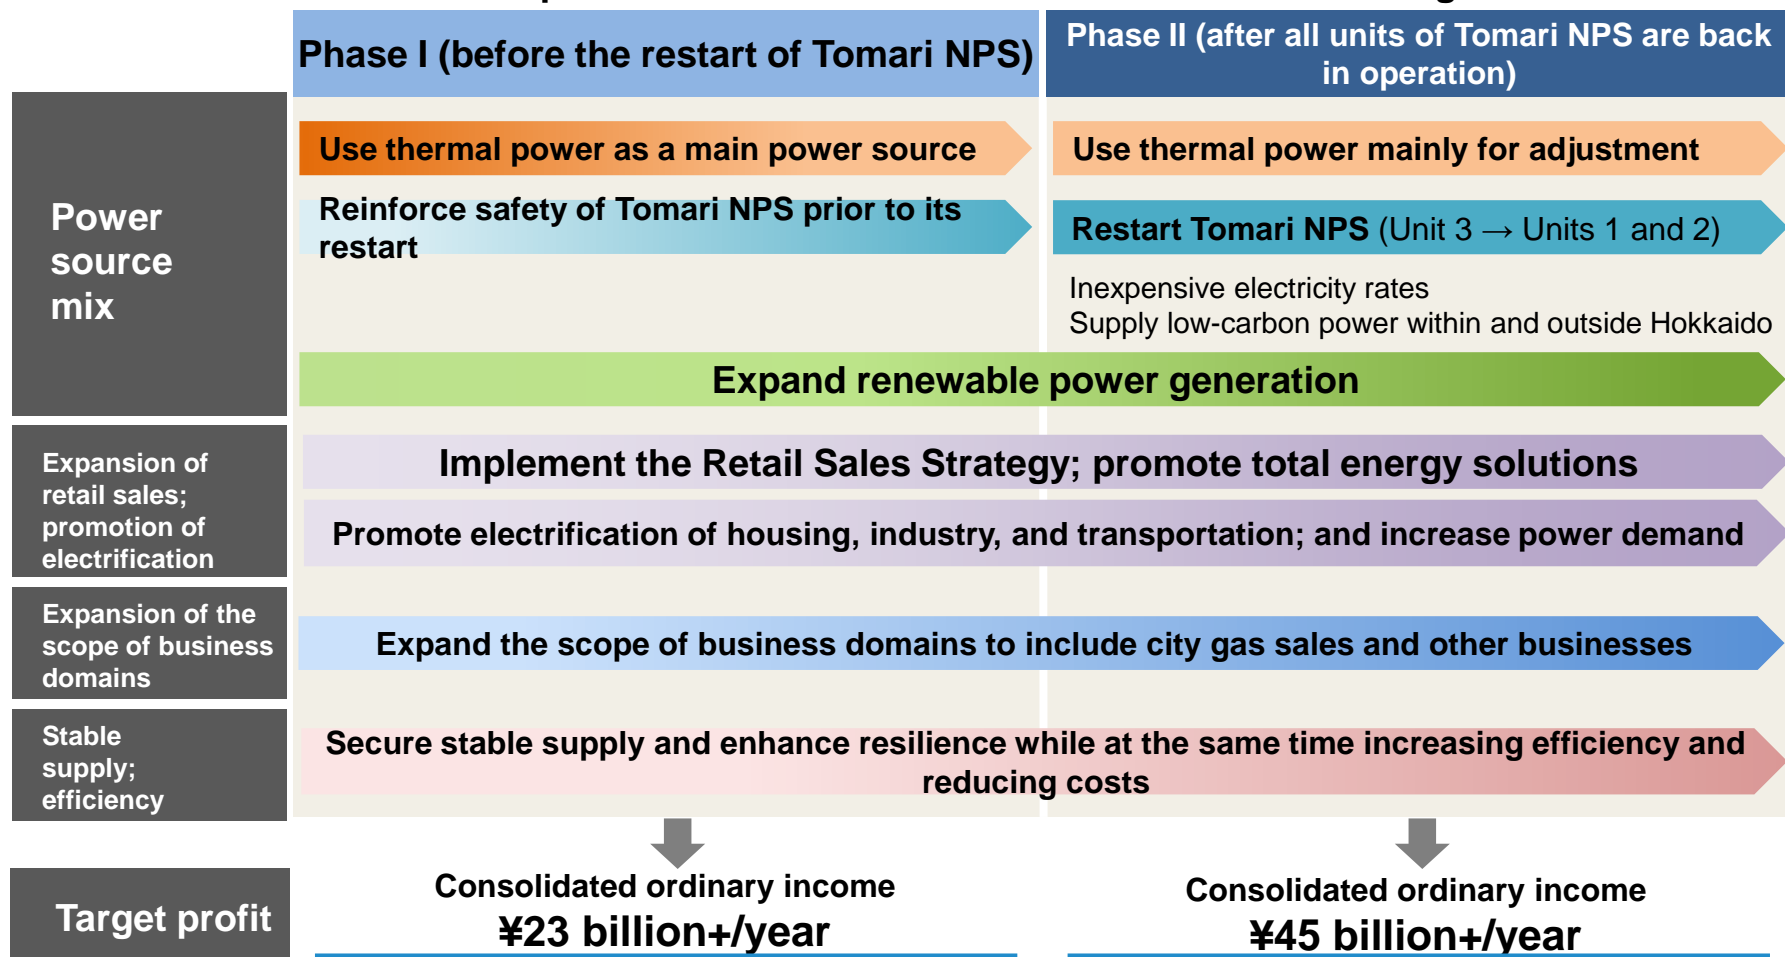 Phase I (before the restart of Tomari NPS)
Phase II (after all units of Tomari NPS are back
in operation)
Power
source
mix
Use thermal power as a main power source
Use thermal power mainly for adjustment
Reinforce safety of Tomari NPS prior to its
restart
Restart Tomari NPS (Unit 3 → Units 1 and 2)
Inexpensive electricity rates
Supply low-carbon power within and outside Hokkaido
Expand renewable power generation
Expansion of
retail sales;
promotion of
electrification
Implement the Retail Sales Strategy; promote total energy solutions
Promote electrification of housing, industry, and transportation; and increase power demand
Expansion of the
scope of business
domains
Expand the scope of business domains to include city gas sales and other businesses
Stable
supply;
efficiency
Secure stable supply and enhance resilience while at the same time increasing efficiency and
reducing costs
Target profit
Consolidated ordinary income
¥23 billion+/year
Consolidated ordinary income
¥45 billion+/year